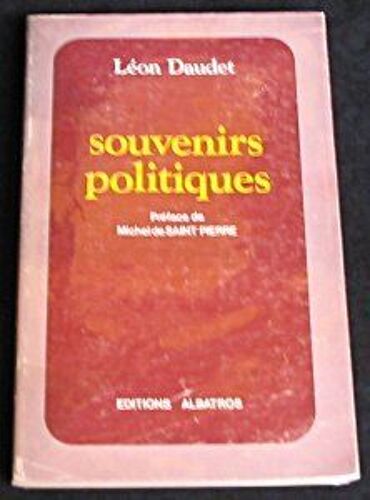 Léon Daudet
souvenirs
politiques
Préface de
Michel de SAINT PIERRE
EDITIONS ALBATROS